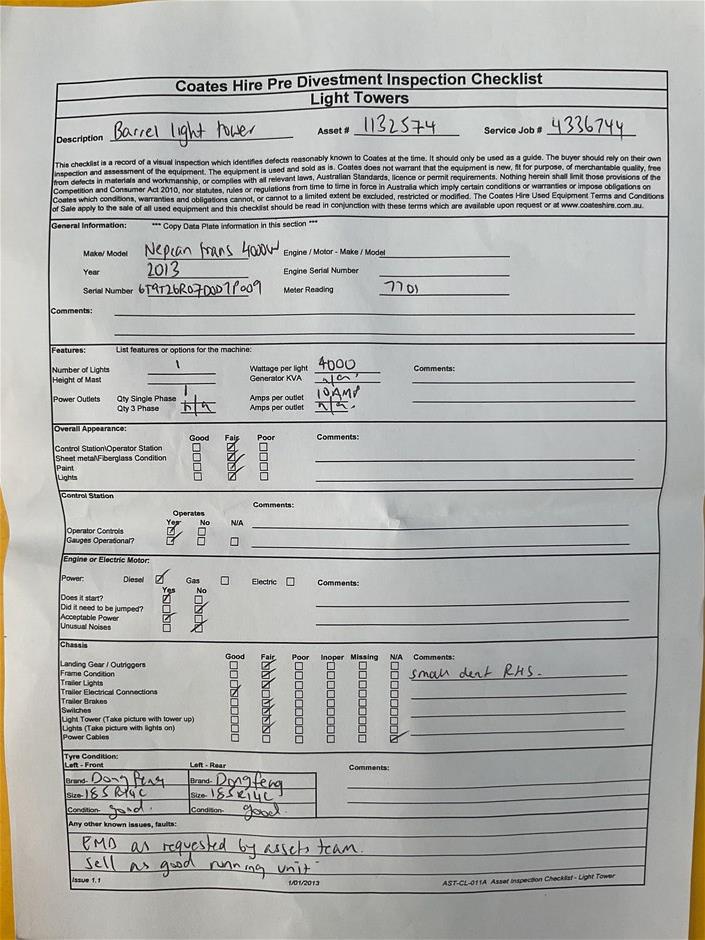 Coates Hire Pre Divestment Inspection Checklist
Light Towers
Description Barrel light tower Asset # 1132574 Service Job # 4336744
This checklist is a record of a visual inspection which identifies defects reasonably known to Coates at the time. It should only be used as a guide. The buyer should rely on their own
inspection and assessment of the equipment. The equipment is used and sold as is. Coates does not warrant that the equipment is new, fit for purpose, of merchantable quality, free
from defects in materials and workmanship, or complies with all relevant laws, Australian Standards, licence or permit requirements. Nothing herein shall limit those provisions of the
Competition and Consumer Act 2010, nor statutes, rules or regulations from time to time in force in Australia which imply certain conditions or warranties or impose obligations on
Coates which conditions, warranties and obligations cannot, or cannot to a limited extent be excluded, restricted or modified. The Coates Hire Used Equipment Terms and Conditions
of Sale apply to the sale of all used equipment and this checklist should be read in conjunction with these terms which are available upon request or at www.coateshire.com.au.
General Information: *** Copy Data Plate information in this section ***
Make/ Model Nepean trans 4000W Engine / Motor - Make / Model
Year 2013 Engine Serial Number
Serial Number Meter Reading 7701
Comments:
Features: List features or options for the machine:
Number of Lights 1 Wattage per light 4000 Comments:
Height of Mast Generator KVA n/a
Power Outlets Qty Single Phase 1 Amps per outlet 10AMP
Qty 3 Phase n/a Amps per outlet n/a.
Overall Appearance:
Good Fair Poor Comments:
Control Station\Operator Station
Sheet metal\Fiberglass Condition
Paint
Lights
Control Station
Comments:
Operates
Yes No N/A
Operator Controls
Gauges Operational?
Engine or Electric Motor:
Power: Diesel Gas Electric Comments:
Yes No
Does it start?
Did it need to be jumped?
Acceptable Power
Unusual Noises
Chassis
Good Fair Poor Inoper Missing N/A Comments:
Landing Gear / Outriggers
Frame Condition small dent RHS.
Trailer Lights
Trailer Electrical Connections
Trailer Brakes
Switches
Light Tower (Take picture with tower up)
Lights (Take picture with lights on)
Power Cables
Tyre Condition:
Left - Front Left - Rear Comments:
Brand- Dong feng Brand- Dongfeng
Size- 185R14C Size- 185R14C
Condition- good. Condition- good.
Any other known issues, faults:
EMD as requested by assets team.
sell as good running unit
Issue 1.1 1/01/2013 AST-CL-011A Asset Inspection Checklist - Light Tower